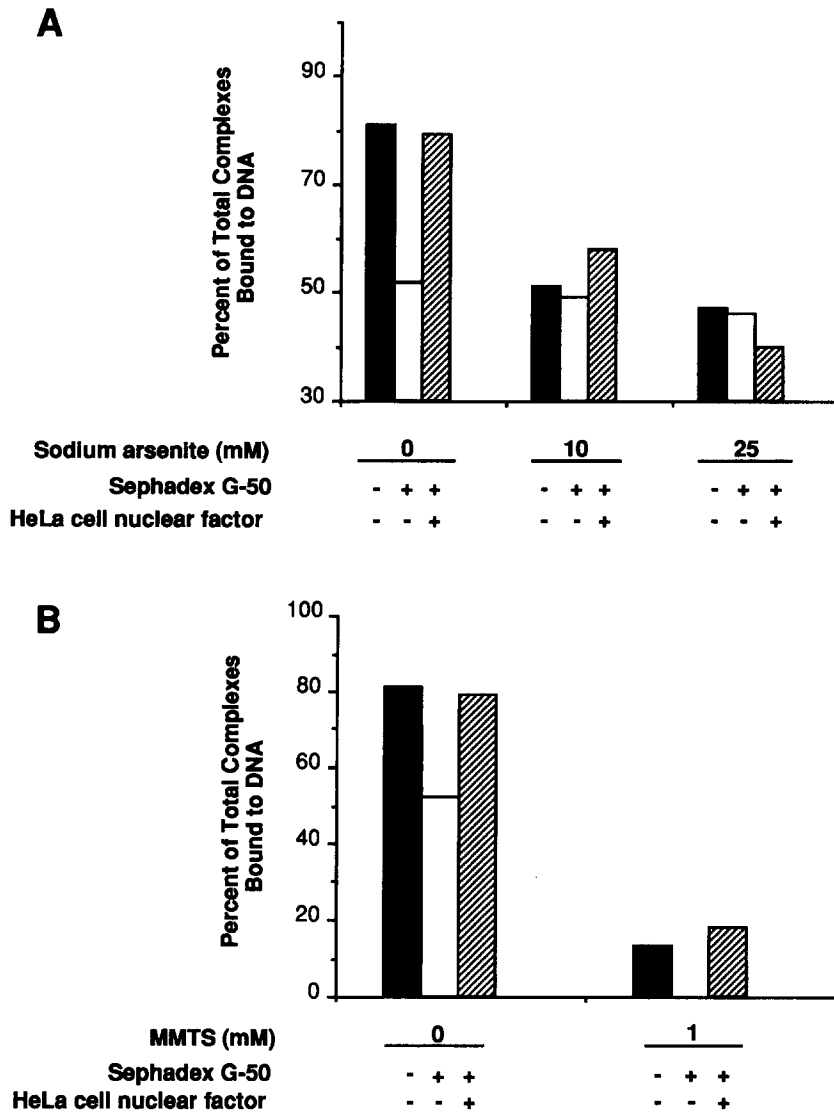 A
Percent of Total Complexes
Bound to DNA
90
70
50
30
Sodium arsenite (mM) 0 10 25
Sephadex G-50 - + + - + + - + +
HeLa cell nuclear factor - - + - - + - - +
B
Percent of Total Complexes
Bound to DNA
100
80
60
40
20
0
MMTS (mM) 0 1
Sephadex G-50 - + + - + +
HeLa cell nuclear factor - - + - - +